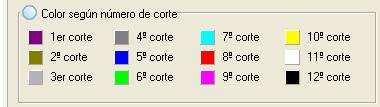 Color según número de corte
1er corte 4º corte 7º corte 10º corte
2º corte 5º corte 8º corte 11º corte
3er corte 6º corte 9º corte 12º corte